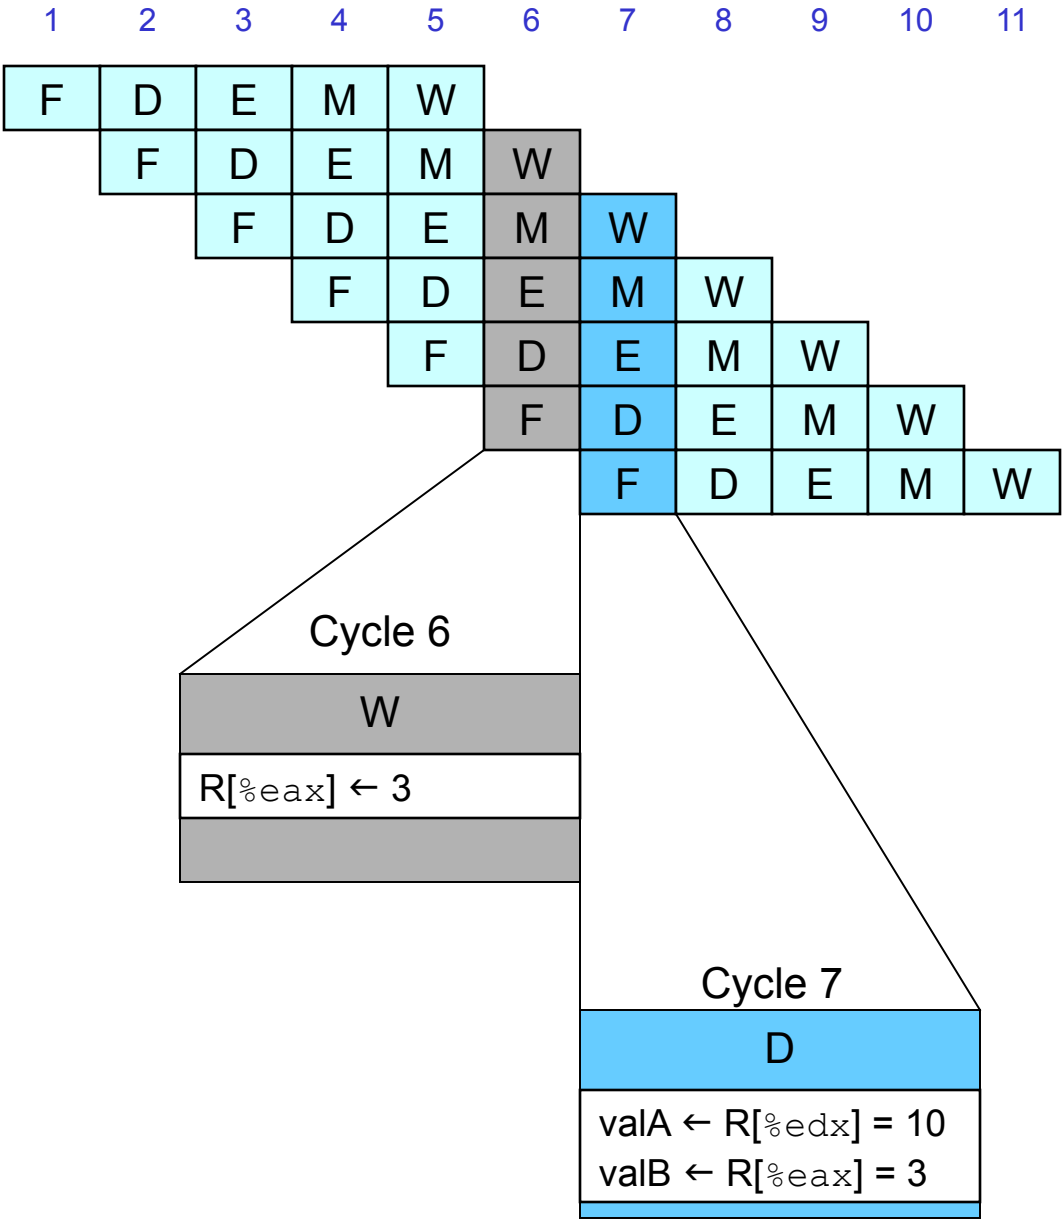 1 2 3 4 5 6 7 8 9 10 11
F D E M W
F D E M W
F D E M W
F D E M W
F D E M W
F D E M W
F D E M W
Cycle 6
W
R[%eax] ← 3
Cycle 7
D
valA ← R[%edx] = 10
valB ← R[%eax] = 3